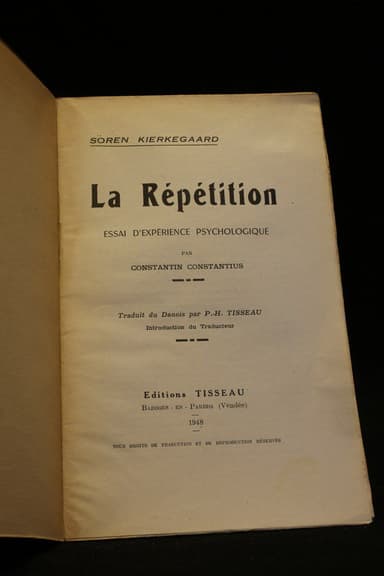 SÖREN KIERKEGAARD
La Répétition
ESSAI D'EXPÉRIENCE PSYCHOLOGIQUE
PAR
CONSTANTIN CONSTANTIUS
Traduit du Danois par P.-H. TISSEAU
Introduction du Traducteur
Editions TISSEAU
BAZOGES - EN - PAREDS (Vendée)
1948
TOUS DROITS DE TRADUCTION ET DE REPRODUCTION RÉSERVÉS